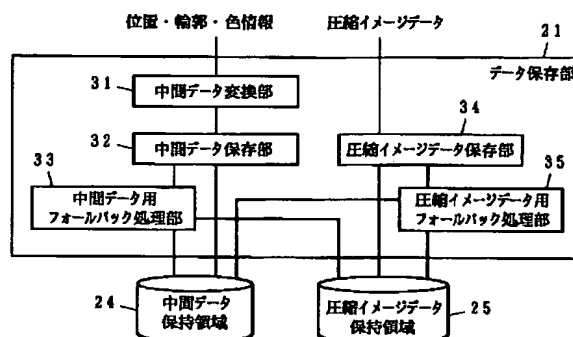 位置・輪郭・色情報
圧縮イメージデータ
21
データ保存部
31
中間データ変換部
32
中間データ保存部
34
圧縮イメージデータ保存部
33
中間データ用
フォールバック処理部
35
圧縮イメージデータ用
フォールバック処理部
24
中間データ
保持領域
圧縮イメージデータ
保持領域
25